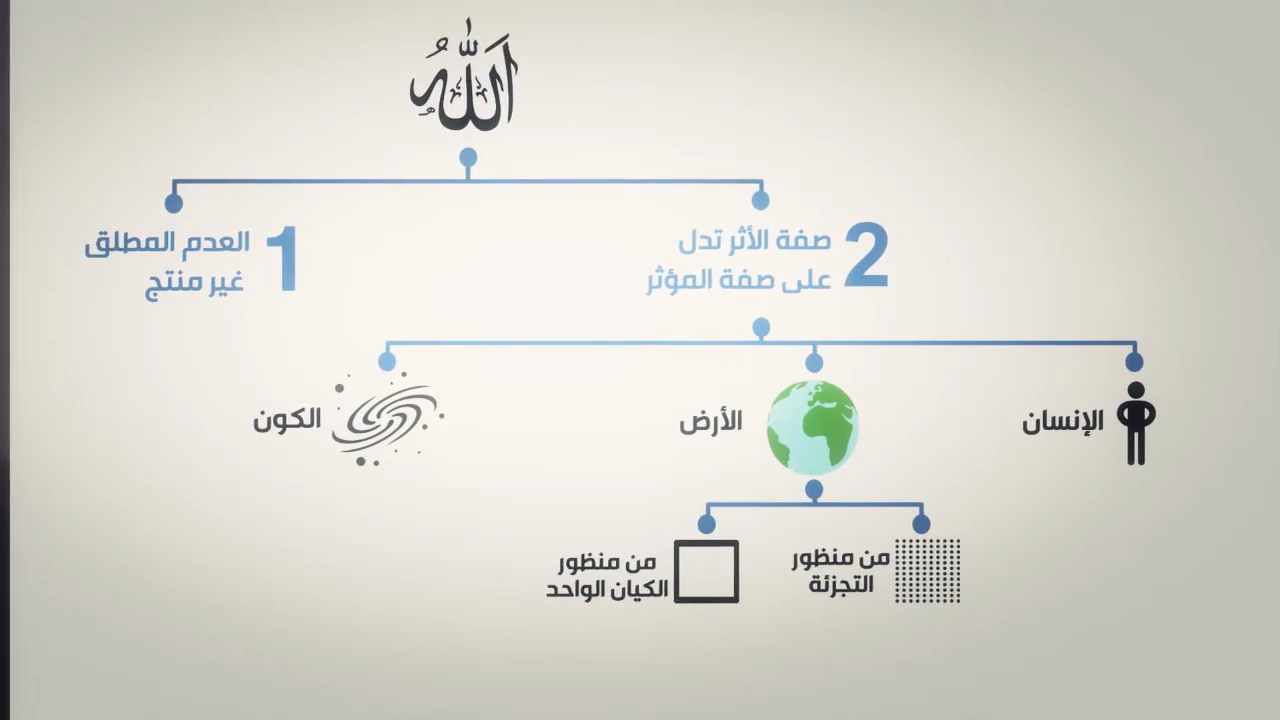 اَللّٰهُ
1 العدم المطلق
غير منتج
2 صفة الأثر تدل
على صفة المؤثر
الإنسان
الأرض
الكون
من منظور
التجزئة
من منظور
الكيان الواحد